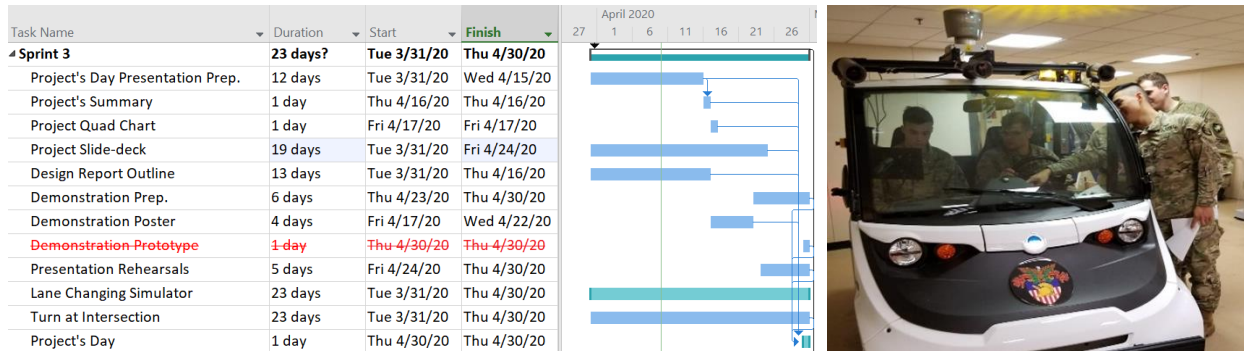 Task Name Duration Start Finish
April 2020
27 1 6 11 16 21 26
Sprint 3 23 days? Tue 3/31/20 Thu 4/30/20
Project's Day Presentation Prep. 12 days Tue 3/31/20 Wed 4/15/20
Project's Summary 1 day Thu 4/16/20 Thu 4/16/20
Project Quad Chart 1 day Fri 4/17/20 Fri 4/17/20
Project Slide-deck 19 days Tue 3/31/20 Fri 4/24/20
Design Report Outline 13 days Tue 3/31/20 Thu 4/16/20
Demonstration Prep. 6 days Thu 4/23/20 Thu 4/30/20
Demonstration Poster 4 days Fri 4/17/20 Wed 4/22/20
Demonstration Prototype 1 day Thu 4/30/20 Thu 4/30/20
Presentation Rehearsals 5 days Fri 4/24/20 Thu 4/30/20
Lane Changing Simulator 23 days Tue 3/31/20 Thu 4/30/20
Turn at Intersection 23 days Tue 3/31/20 Thu 4/30/20
Project's Day 1 day Thu 4/30/20 Thu 4/30/20